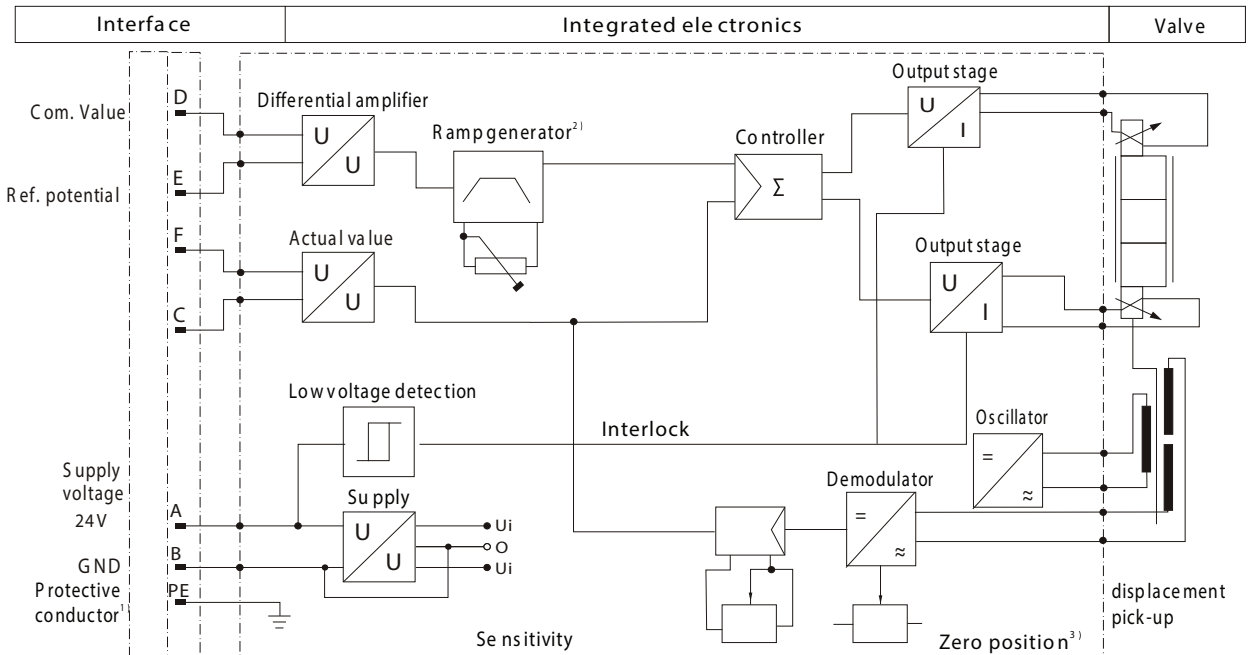 Interface
Integrated electronics
Valve
Output stage
D
Differential amplifier
U
I
Com. Value
U
U
Ramp generator²⁾
Controller
E
Σ
Ref. potential
F
Actual value
Output stage
U
U
U
I
C
Low voltage detection
Interlock
Oscillator
=
≈
Supply
voltage
24V
A
Supply
Demodulator
U
U
Ui
O
Ui
=
≈
B
GND
Protective
conductor¹⁾
PE
displacement
pick-up
Sensitivity
Zero position³⁾